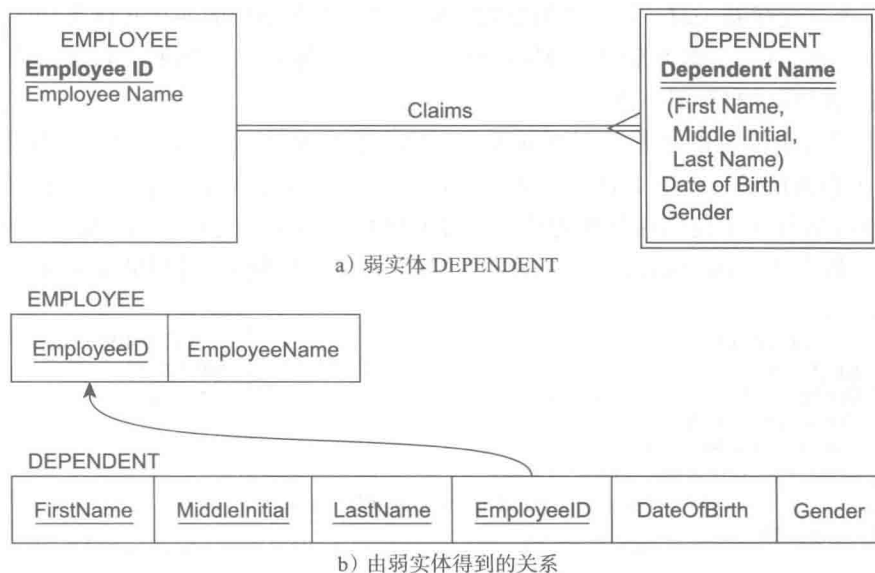 EMPLOYEE
Employee ID
Employee Name
Claims
DEPENDENT
Dependent Name
(First Name,
Middle Initial,
Last Name)
Date of Birth
Gender
a）弱实体 DEPENDENT
EMPLOYEE
EmployeeID EmployeeName
DEPENDENT
FirstName MiddleInitial LastName EmployeeID DateOfBirth Gender
b）由弱实体得到的关系